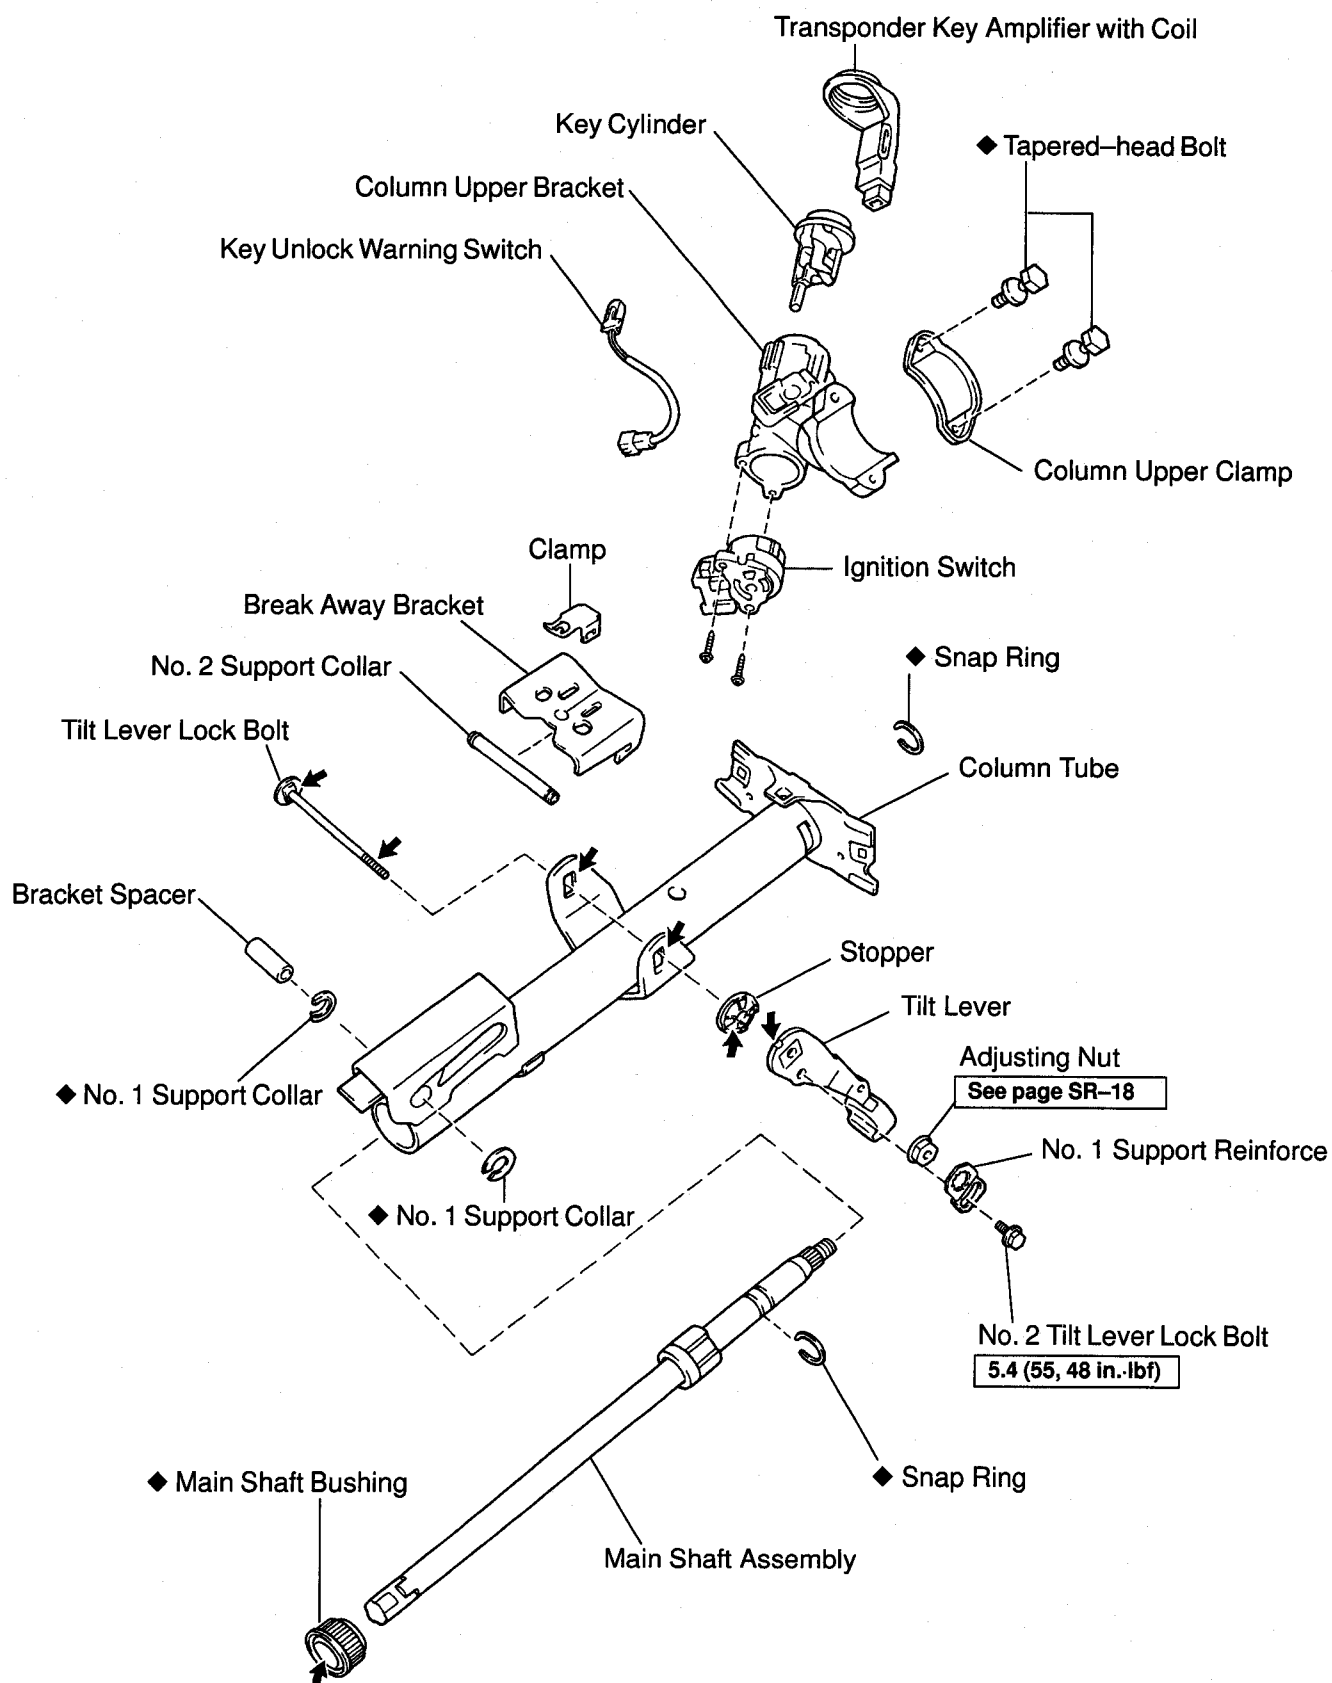 Transponder Key Amplifier with Coil
Key Cylinder
◆ Tapered–head Bolt
Column Upper Bracket
Key Unlock Warning Switch
Column Upper Clamp
Clamp
Ignition Switch
Break Away Bracket
No. 2 Support Collar
◆ Snap Ring
Tilt Lever Lock Bolt
Column Tube
Bracket Spacer
Stopper
Tilt Lever
Adjusting Nut
See page SR–18
◆ No. 1 Support Collar
No. 1 Support Reinforce
◆ No. 1 Support Collar
No. 2 Tilt Lever Lock Bolt
5.4 (55, 48 in.·lbf)
◆ Main Shaft Bushing
◆ Snap Ring
Main Shaft Assembly